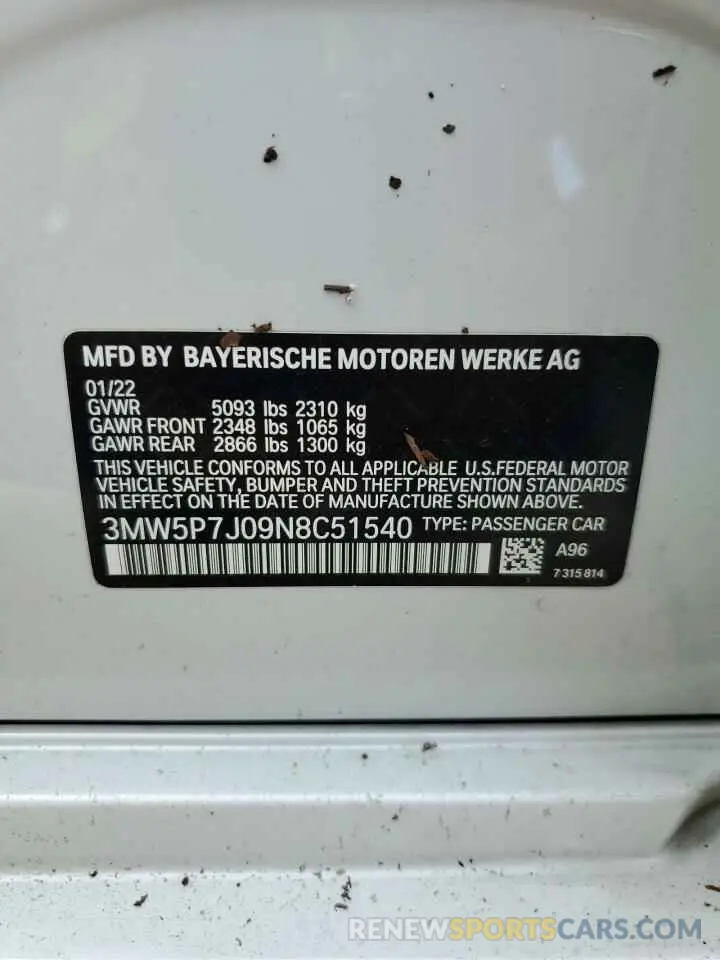 MFD BY BAYERISCHE MOTOREN WERKE AG
01/22
GVWR 5093 lbs 2310 kg
GAWR FRONT 2348 lbs 1065 kg
GAWR REAR 2866 lbs 1300 kg
THIS VEHICLE CONFORMS TO ALL APPLICABLE U.S.FEDERAL MOTOR
VEHICLE SAFETY, BUMPER AND THEFT PREVENTION STANDARDS
IN EFFECT ON THE DATE OF MANUFACTURE SHOWN ABOVE.
3MW5P7J09N8C51540 TYPE: PASSENGER CAR
A96
7 315 814
RENEWSPORTSCARS.COM